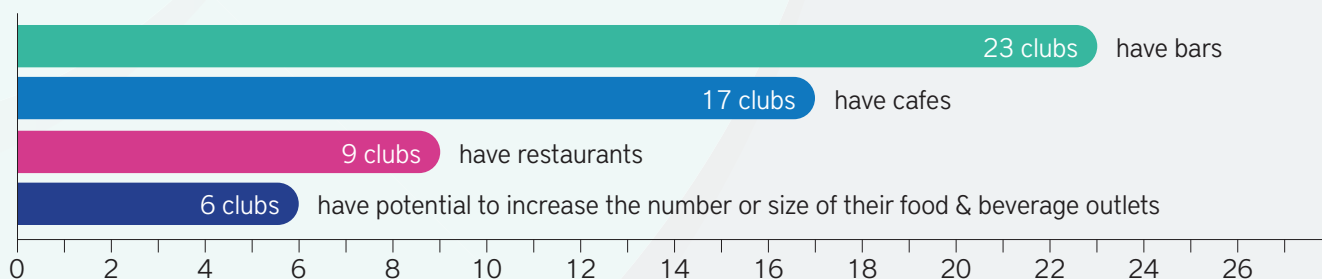 23 clubs have bars
17 clubs have cafes
9 clubs have restaurants
6 clubs have potential to increase the number or size of their food & beverage outlets
0 2 4 6 8 10 12 14 16 18 20 22 24 26